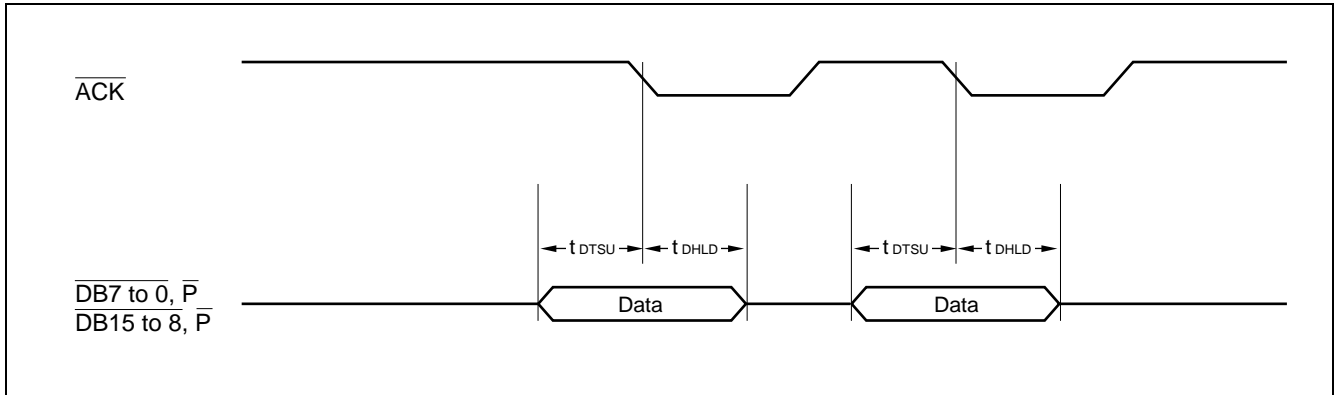 ACK
t DTSU t DHLD t DTSU t DHLD
DB7 to 0, P
DB15 to 8, P
Data Data